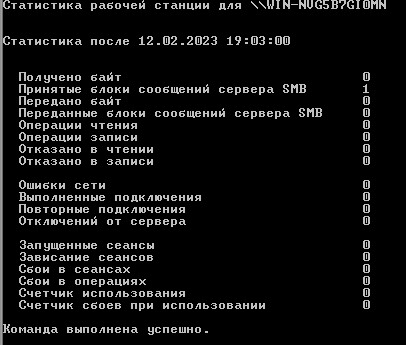 Статистика рабочей станции для \\WIN-NVG5B7GI0MN
Статистика после 12.02.2023 19:03:00
Получено байт 0
Принятые блоки сообщений сервера SMB 1
Передано байт 0
Переданные блоки сообщений сервера SMB 0
Операции чтения 0
Операции записи 0
Отказано в чтении 0
Отказано в записи 0
Ошибки сети 0
Выполненные подключения 0
Повторные подключения 0
Отключений от сервера 0
Запущенные сеансы 0
Зависание сеансов 0
Сбои в сеансах 0
Сбои в операциях 0
Счетчик использования 0
Счетчик сбоев при использовании 0
Команда выполнена успешно.